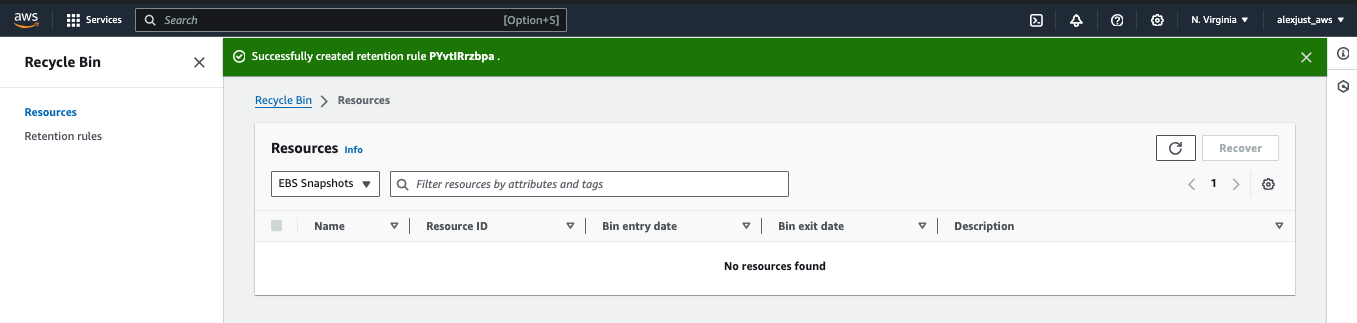 aws
Services
Search [Option+S]
N. Virginia
alexjust_aws
Recycle Bin
Successfully created retention rule PYvtIRrzbpa .
Resources
Retention rules
Recycle Bin > Resources
Resources Info
Recover
EBS Snapshots
Filter resources by attributes and tags
1
Name Resource ID Bin entry date Bin exit date Description
No resources found